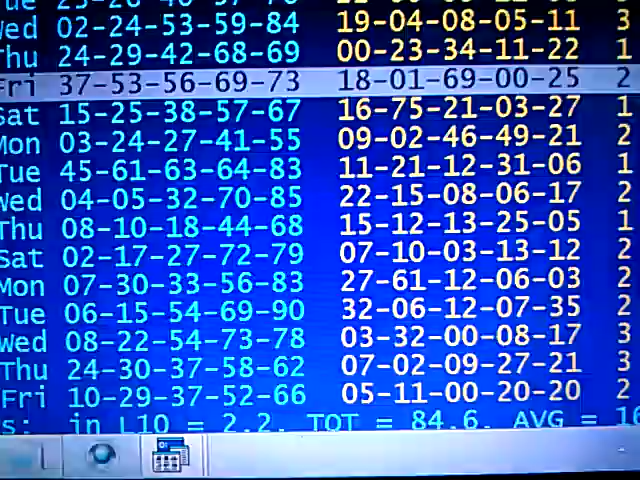 Wed 02-24-53-59-84 19-04-08-05-11 3
Thu 24-29-42-68-69 00-23-34-11-22 1
Fri 37-53-56-69-73 18-01-69-00-25 2
Sat 15-25-38-57-67 16-75-21-03-27 1
Mon 03-24-27-41-55 09-02-46-49-21 2
Tue 45-61-63-64-83 11-21-12-31-06 1
Wed 04-05-32-70-85 22-15-08-06-17 2
Thu 08-10-18-44-68 15-12-13-25-05 1
Sat 02-17-27-72-79 07-10-03-13-12 2
Mon 07-30-33-56-83 27-61-12-06-03 2
Tue 06-15-54-69-90 32-06-12-07-35 2
Wed 08-22-54-73-78 03-32-00-08-17 3
Thu 24-30-37-58-62 07-02-09-27-21 3
Fri 10-29-37-52-66 05-11-00-20-20 2
s: in L10 = 2.2. TOT = 84.6. AVG = 16